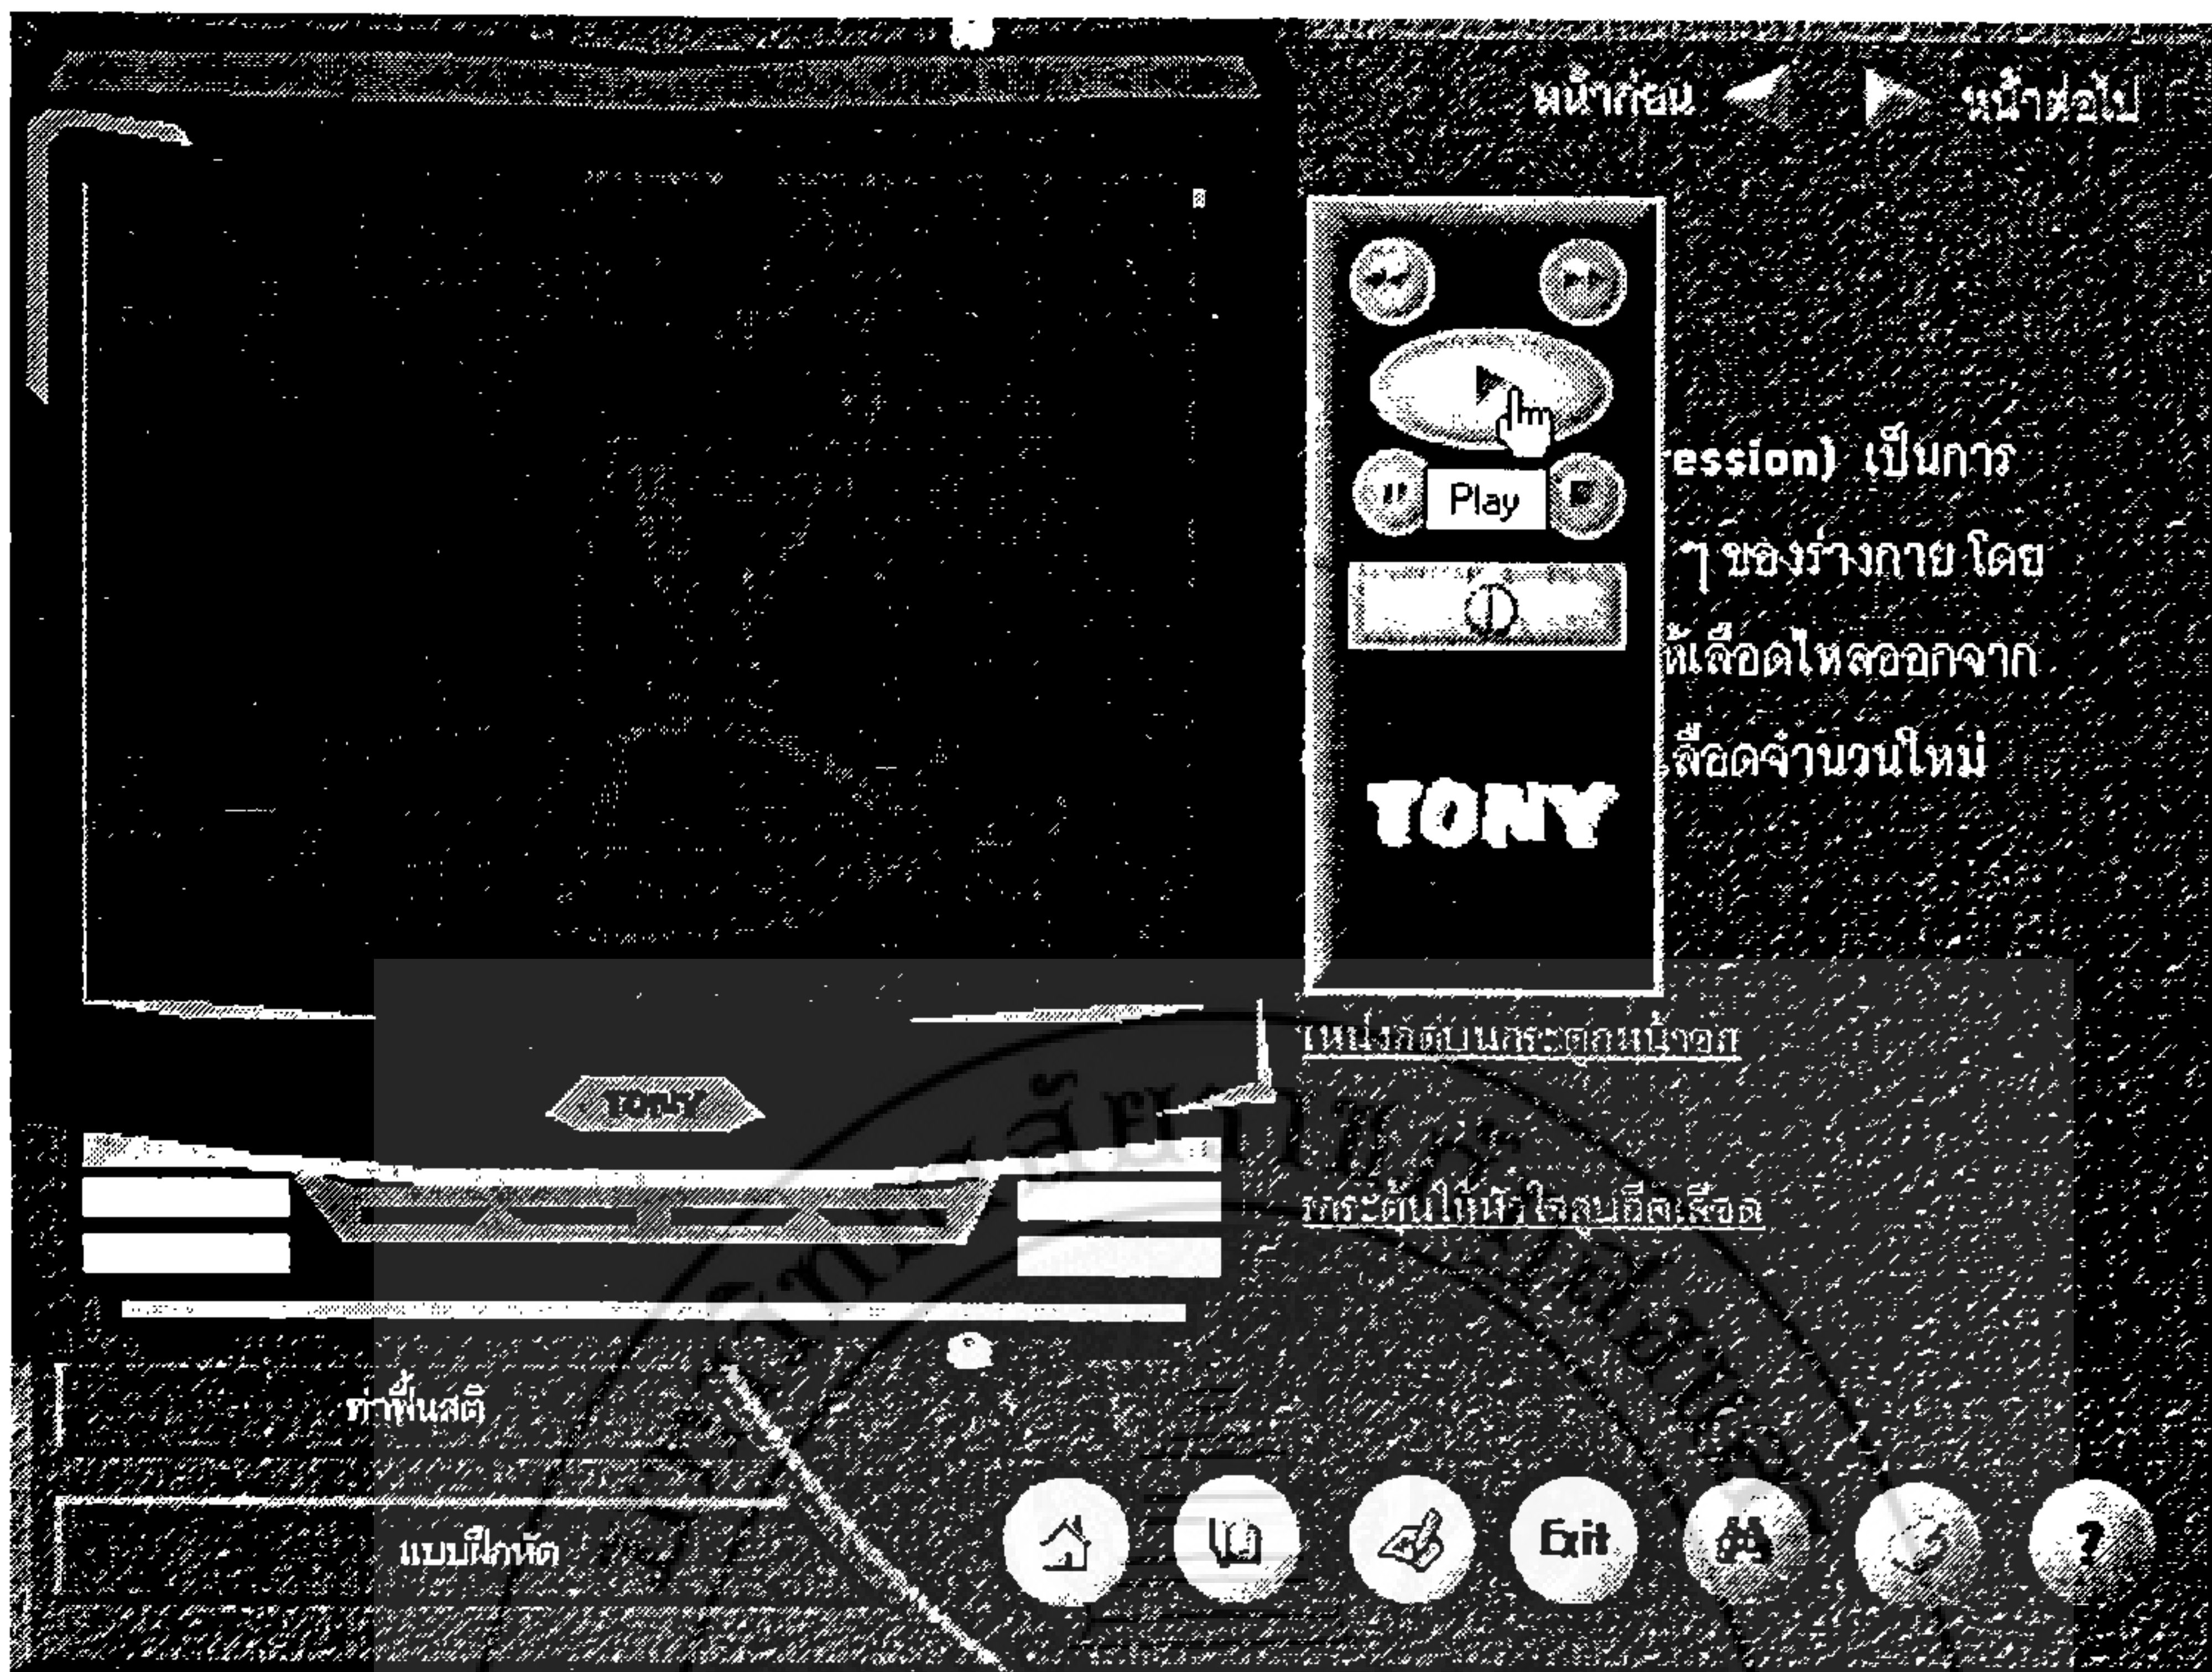 หน้าก่อน หน้าต่อไป
ession) เป็นการ
ๆ ของร่างกาย โดย
ห้เลือดไหลออกจาก
ลือดจำนวนใหม่
Play
TONY
TONY
ท่าฟื้นสติ
แบบฝึกหัด
Exit
?